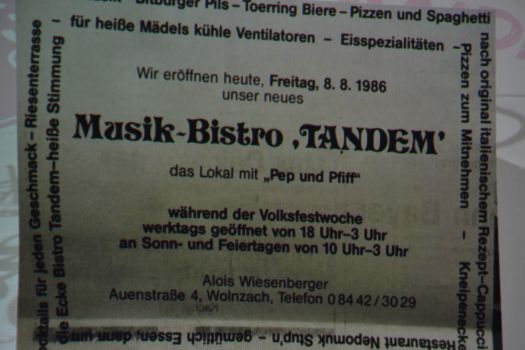 Bitburger Pils – Toerring Biere – Pizzen und Spaghetti
– für heiße Mädels kühle Ventilatoren – Eisspezialitäten –
nach original italienischem Rezept-Cappucci
Pizzen zum Mitnehmen – Kneipenecke
Wir eröffnen heute, Freitag, 8. 8. 1986
unser neues
Musik-Bistro ‚TANDEM’
das Lokal mit „Pep und Pfiff“
während der Volksfestwoche
werktags geöffnet von 18 Uhr–3 Uhr
an Sonn- und Feiertagen von 10 Uhr–3 Uhr
Alois Wiesenberger
Auenstraße 4, Wolnzach, Telefon 0 84 42 / 30 29
Restaurant Nepomuk Stub'n – gemütlich – Essen, dann um
ocktails für jeden Geschmack – Riesenterrasse –
die Ecke Bistro Tandem–heiße Stimmung –